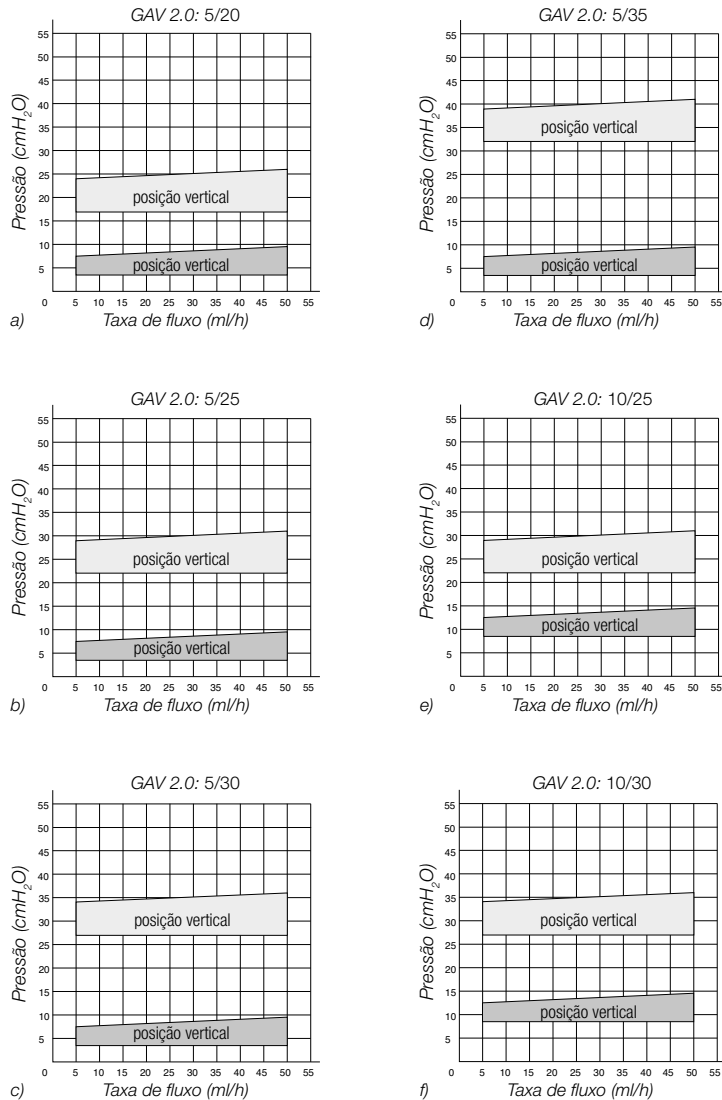 GAV 2.0: 5/20
Pressão (cmH₂O)
55
50
45
40
35
30
25
20
15
10
5
posição vertical
posição vertical
0 5 10 15 20 25 30 35 40 45 50 55
a) Taxa de fluxo (ml/h)
GAV 2.0: 5/25
Pressão (cmH₂O)
55
50
45
40
35
30
25
20
15
10
5
posição vertical
posição vertical
0 5 10 15 20 25 30 35 40 45 50 55
b) Taxa de fluxo (ml/h)
GAV 2.0: 5/30
Pressão (cmH₂O)
55
50
45
40
35
30
25
20
15
10
5
posição vertical
posição vertical
0 5 10 15 20 25 30 35 40 45 50 55
c) Taxa de fluxo (ml/h)
GAV 2.0: 5/35
Pressão (cmH₂O)
55
50
45
40
35
30
25
20
15
10
5
posição vertical
posição vertical
0 5 10 15 20 25 30 35 40 45 50 55
d) Taxa de fluxo (ml/h)
GAV 2.0: 10/25
Pressão (cmH₂O)
55
50
45
40
35
30
25
20
15
10
5
posição vertical
posição vertical
0 5 10 15 20 25 30 35 40 45 50 55
e) Taxa de fluxo (ml/h)
GAV 2.0: 10/30
Pressão (cmH₂O)
55
50
45
40
35
30
25
20
15
10
5
posição vertical
posição vertical
0 5 10 15 20 25 30 35 40 45 50 55
f) Taxa de fluxo (ml/h)